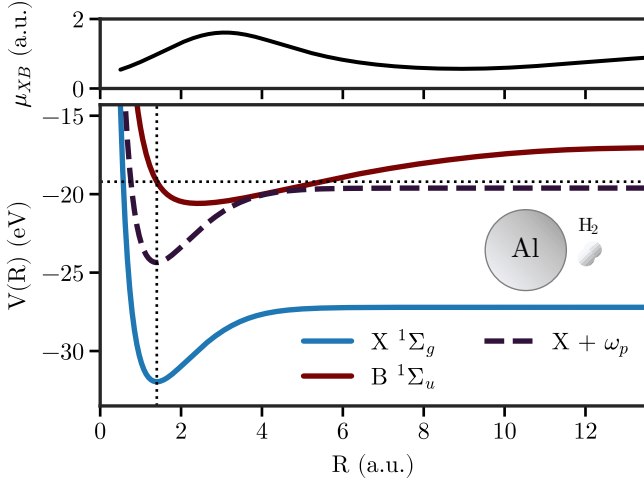 μ_XB (a.u.)
2
0
V(R) (eV)
−15
−20
−25
−30
Al
H₂
X ¹Σ_g
X + ω_p
B ¹Σ_u
0 2 4 6 8 10 12
R (a.u.)